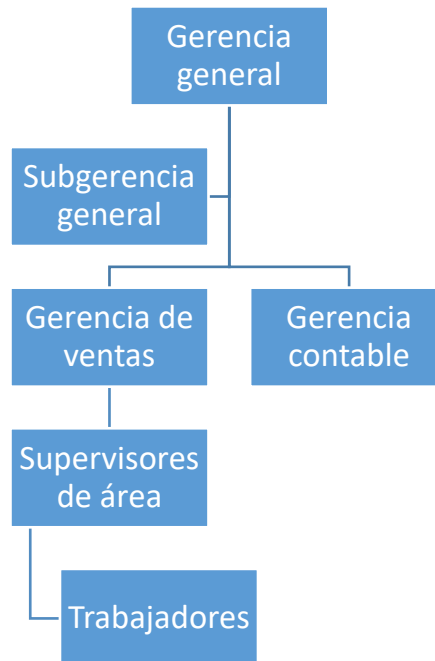 Gerencia
general
Subgerencia
general
Gerencia de
ventas
Gerencia
contable
Supervisores
de área
Trabajadores